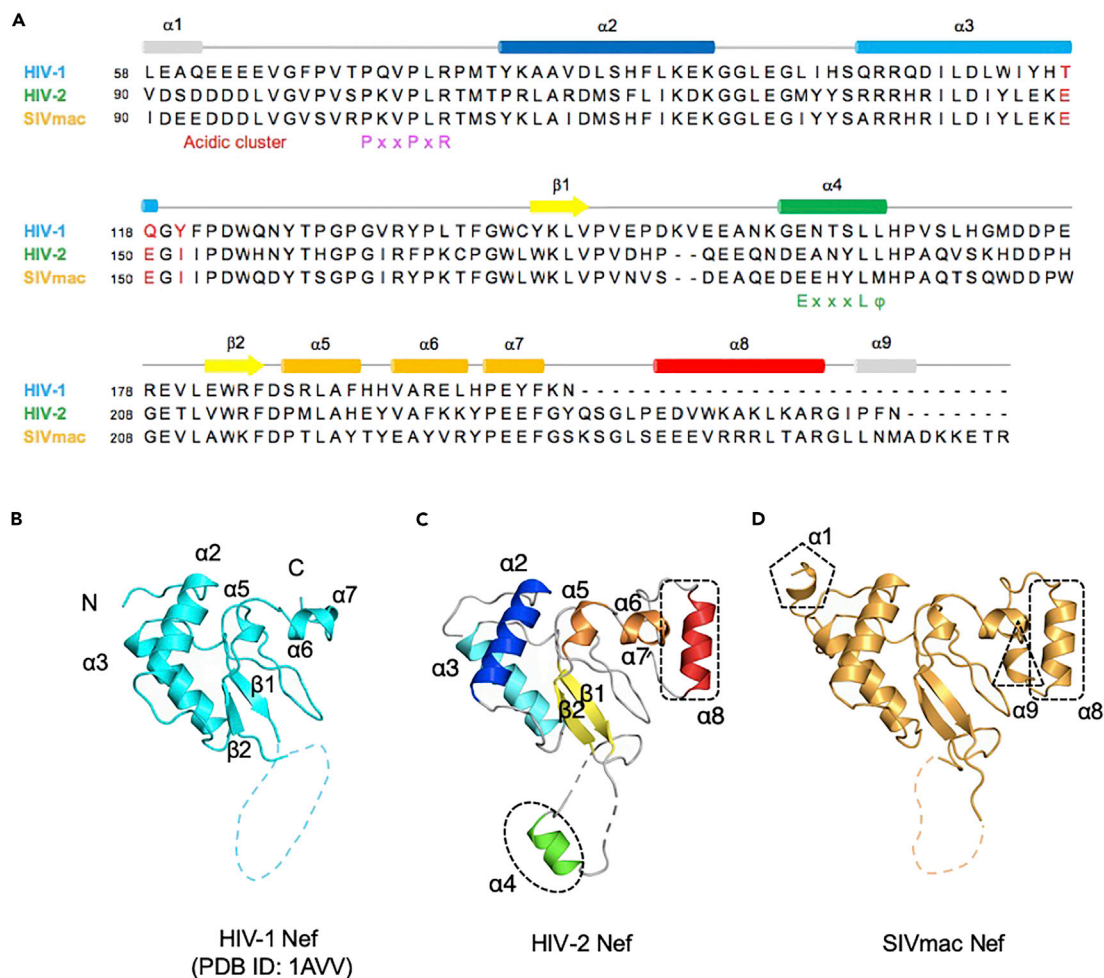 A
α1 α2 α3
HIV-1 58 LEAQEEEEVGFPVTPQVPLRPMTYKAAVDLSHFLKEKGGLEGLIHSQRRQDILDLWIYHT
HIV-2 90 VDSDDDDLVGVPVSPKVPLRTMTPRLARDMSFLIKDKGGLEGMYYSRRRHRILDIYLEKE
SIVmac 90 IDEEDDDLVGVSVRPKVPLRTMSYKLAIDMSHFIKEKGGLEGIYYSARRHRILDIYLEKE
Acidic cluster PxxPxR
β1 α4
HIV-1 118 QGYFPDWQNYTPGPGVRYPLTFGWCYKLVPVEPDKVEEANKGENTSLLHPVSLHGMDDPE
HIV-2 150 EGIIPDWHNYTHGPGIRFPKCPGWLWKLVPVDHP--QEEQNDEANYLLHPAQVSKHDDPH
SIVmac 150 EGIIPDWQDYTSGPGIRYPKTFGWLWKLVPVNVS--DEAQEDEEHYLMHPAQTSQWDDPW
ExxxLφ
β2 α5 α6 α7 α8 α9
HIV-1 178 REVLEWRFDSRLAFHHVARELHPEYFKN------------------------------
HIV-2 208 GETLVWRFDPMLAHEYVAFKKYPEEFGYQSGLPEDVWKAKLKARGIPFN---------
SIVmac 208 GEVLAWKFDPTLAYTYEAYVRYPEEFGSKSGLSEEEVRRRLTARGLLNMADKKETR
B
N
α2
α5
C
α7
α3
α6
β1
β2
HIV-1 Nef
(PDB ID: 1AVV)
C
α2
α5
α6
α3
α7
β1
β2
α8
α4
HIV-2 Nef
D
α1
α9
α8
SIVmac Nef